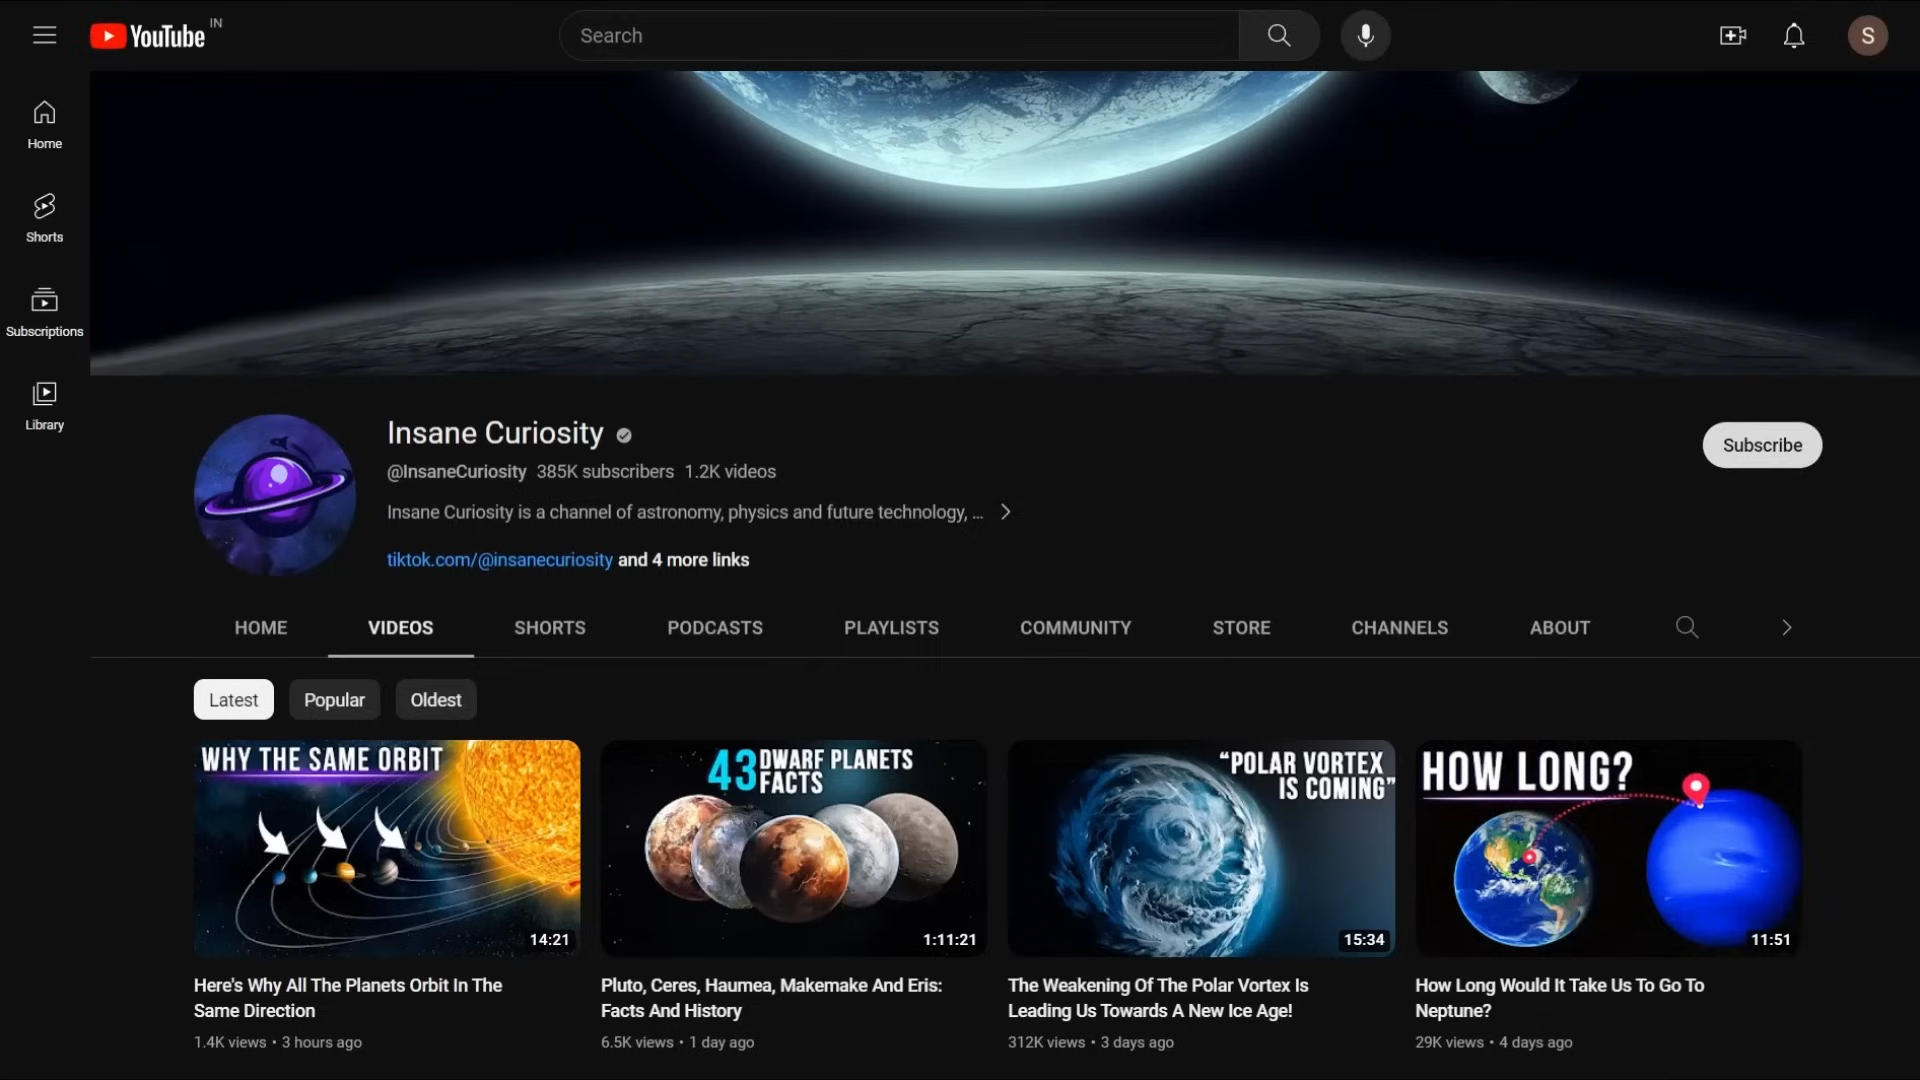 YouTube IN
Search
S
Home
Shorts
Subscriptions
Library
Insane Curiosity
@InsaneCuriosity 385K subscribers 1.2K videos
Insane Curiosity is a channel of astronomy, physics and future technology, ...
tiktok.com/@insanecuriosity and 4 more links
Subscribe
HOME VIDEOS SHORTS PODCASTS PLAYLISTS COMMUNITY STORE CHANNELS ABOUT
Latest Popular Oldest
WHY THE SAME ORBIT
14:21
Here's Why All The Planets Orbit In The
Same Direction
1.4K views • 3 hours ago
43 DWARF PLANETS
FACTS
1:11:21
Pluto, Ceres, Haumea, Makemake And Eris:
Facts And History
6.5K views • 1 day ago
“POLAR VORTEX
IS COMING”
15:34
The Weakening Of The Polar Vortex Is
Leading Us Towards A New Ice Age!
312K views • 3 days ago
HOW LONG?
11:51
How Long Would It Take Us To Go To
Neptune?
29K views • 4 days ago